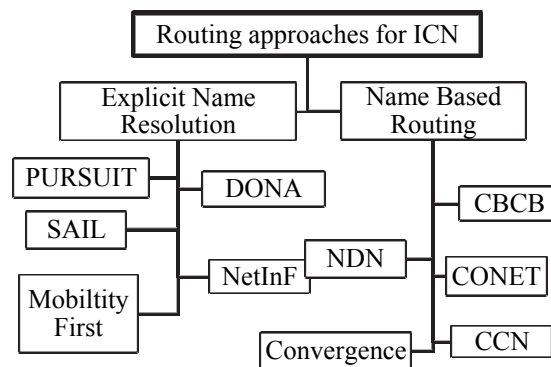 Routing approaches for ICN
Explicit Name
Resolution
Name Based
Routing
PURSUIT
DONA
CBCB
SAIL
NDN
NetInF
CONET
Mobiltity
First
CCN
Convergence